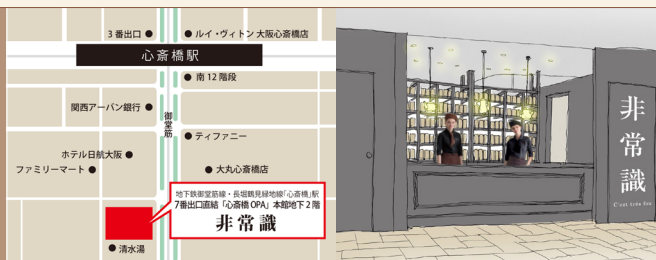 3番出口
ルイ・ヴィトン 大阪心斎橋店
心斎橋駅
南12階段
関西アーバン銀行
御堂筋
ティファニー
ホテル日航大阪
ファミリーマート
大丸心斎橋店
地下鉄御堂筋線・長堀鶴見緑地線「心斎橋」駅
7番出口直結「心斎橋OPA」本館地下2階
非常識
清水湯
非常識